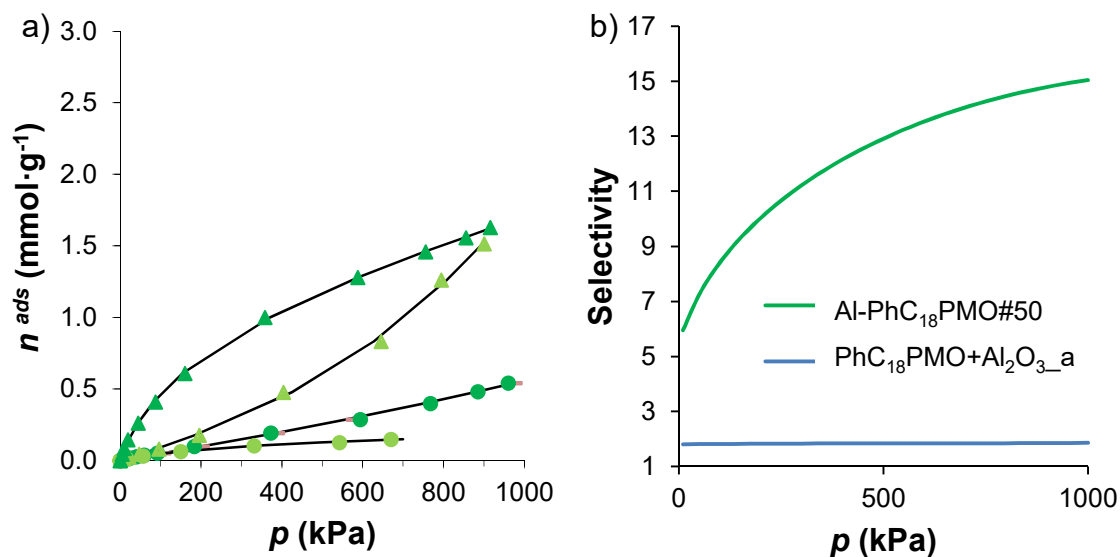 a)
n ads (mmol·g-1)
3.0
2.5
2.0
1.5
1.0
0.5
0.0
0 200 400 600 800 1000
p (kPa)
b)
Selectivity
17
15
13
11
9
7
5
3
1
Al-PhC18PMO#50
PhC18PMO+Al2O3_a
0 500 1000
p (kPa)